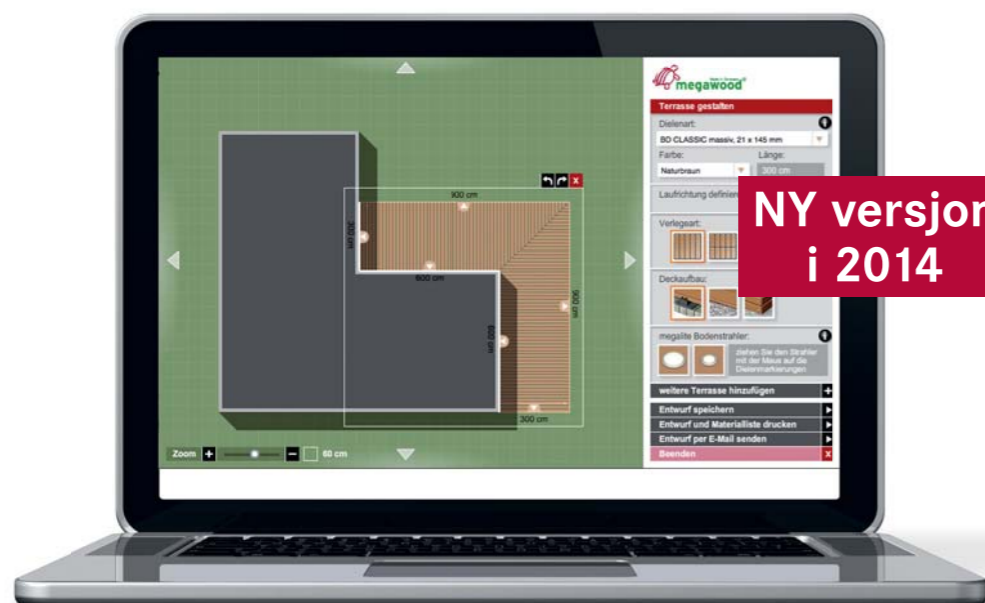 Made in Germany
megawood®
Terrasse gestalten
Dielenart:
BD CLASSIC massiv, 21 x 145 mm
Farbe: Länge:
Naturbraun 300 cm
Laufrichtung definier
Verlegeart:
Deckaufbau:
megalite Bodenstrahler:
ziehen Sie den Strahler
mit der Maus auf die
Dielenmarkierungen
weitere Terrasse hinzufügen +
Entwurf speichern
Entwurf und Materialliste drucken
Entwurf per E-Mail senden
Beenden X
X
900 cm
300 cm
600 cm
600 cm
900 cm
300 cm
Zoom + − 60 cm
NY versjon
i 2014